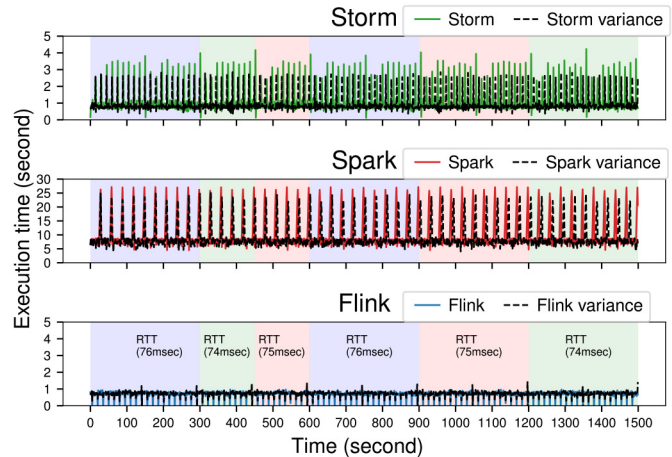 Storm
Storm
Storm variance
5
4
3
2
1
0
Spark
Spark
Spark variance
30
25
20
15
10
5
0
Execution time (second)
Flink
Flink
Flink variance
5
4
3
2
1
0
RTT
(76msec)
RTT
(74msec)
RTT
(75msec)
RTT
(76msec)
RTT
(75msec)
RTT
(74msec)
0 100 200 300 400 500 600 700 800 900 1000 1100 1200 1300 1400 1500
Time (second)